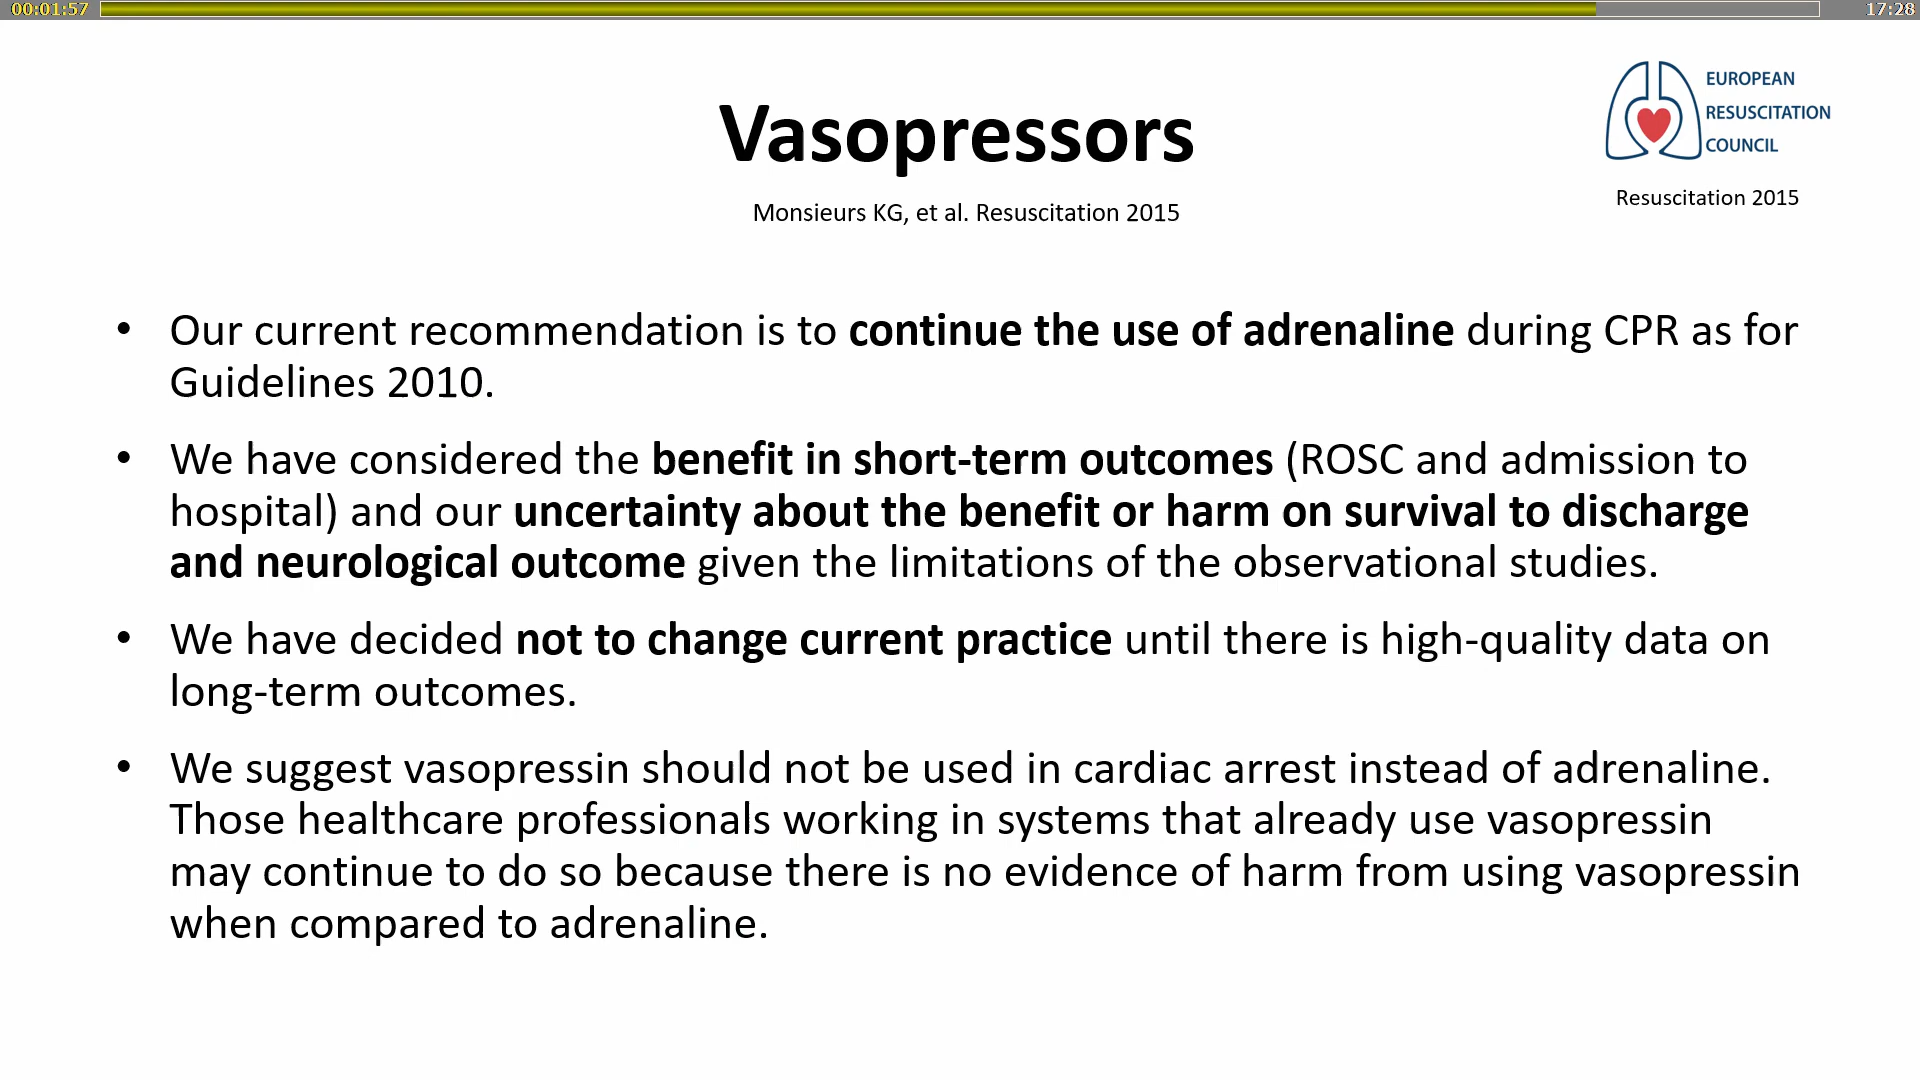 00:01:57
17:28
EUROPEAN
RESUSCITATION
COUNCIL
Vasopressors
Resuscitation 2015
Monsieurs KG, et al. Resuscitation 2015
• Our current recommendation is to continue the use of adrenaline during CPR as for
Guidelines 2010.
• We have considered the benefit in short-term outcomes (ROSC and admission to
hospital) and our uncertainty about the benefit or harm on survival to discharge
and neurological outcome given the limitations of the observational studies.
• We have decided not to change current practice until there is high-quality data on
long-term outcomes.
• We suggest vasopressin should not be used in cardiac arrest instead of adrenaline.
Those healthcare professionals working in systems that already use vasopressin
may continue to do so because there is no evidence of harm from using vasopressin
when compared to adrenaline.